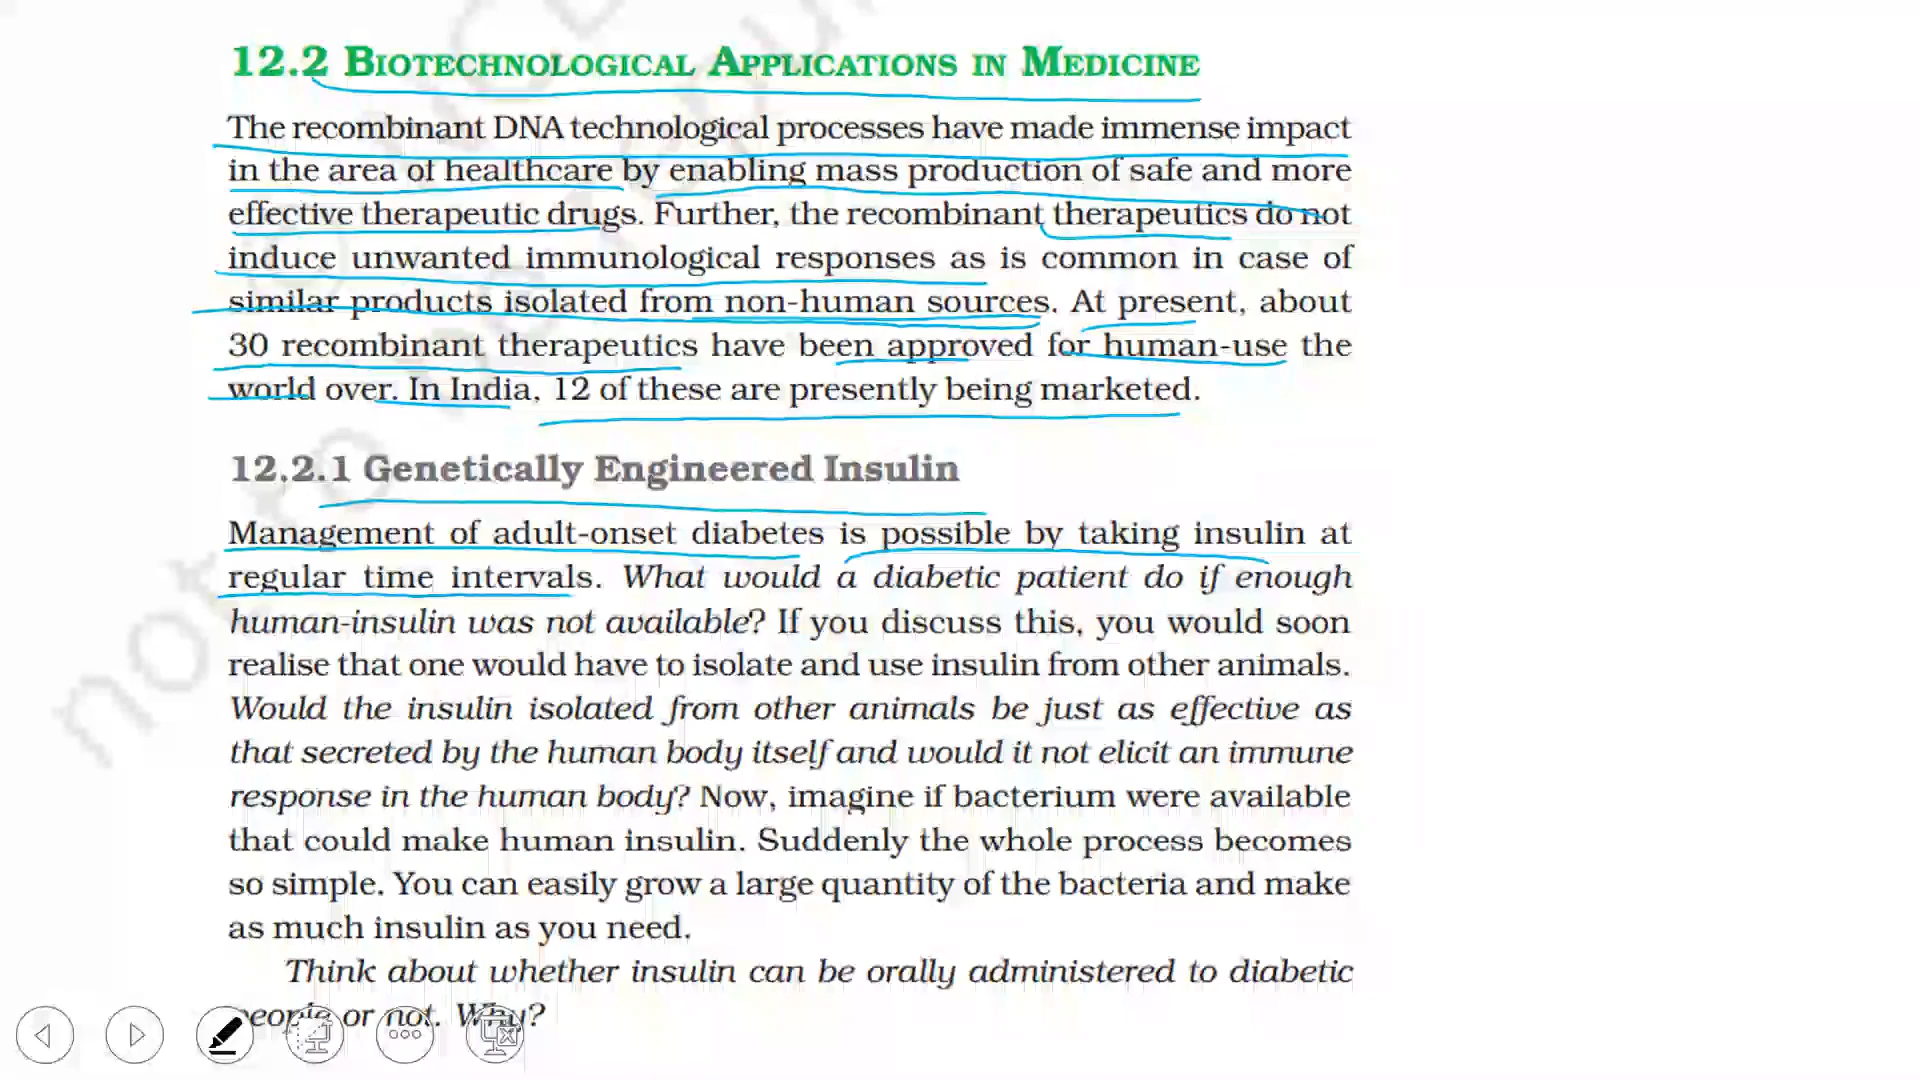 12.2 BIOTECHNOLOGICAL APPLICATIONS IN MEDICINE
The recombinant DNA technological processes have made immense impact
in the area of healthcare by enabling mass production of safe and more
effective therapeutic drugs. Further, the recombinant therapeutics do not
induce unwanted immunological responses as is common in case of
similar products isolated from non-human sources. At present, about
30 recombinant therapeutics have been approved for human-use the
world over. In India, 12 of these are presently being marketed.
12.2.1 Genetically Engineered Insulin
Management of adult-onset diabetes is possible by taking insulin at
regular time intervals. What would a diabetic patient do if enough
human-insulin was not available? If you discuss this, you would soon
realise that one would have to isolate and use insulin from other animals.
Would the insulin isolated from other animals be just as effective as
that secreted by the human body itself and would it not elicit an immune
response in the human body? Now, imagine if bacterium were available
that could make human insulin. Suddenly the whole process becomes
so simple. You can easily grow a large quantity of the bacteria and make
as much insulin as you need.
Think about whether insulin can be orally administered to diabetic
people or not. Why?
not to